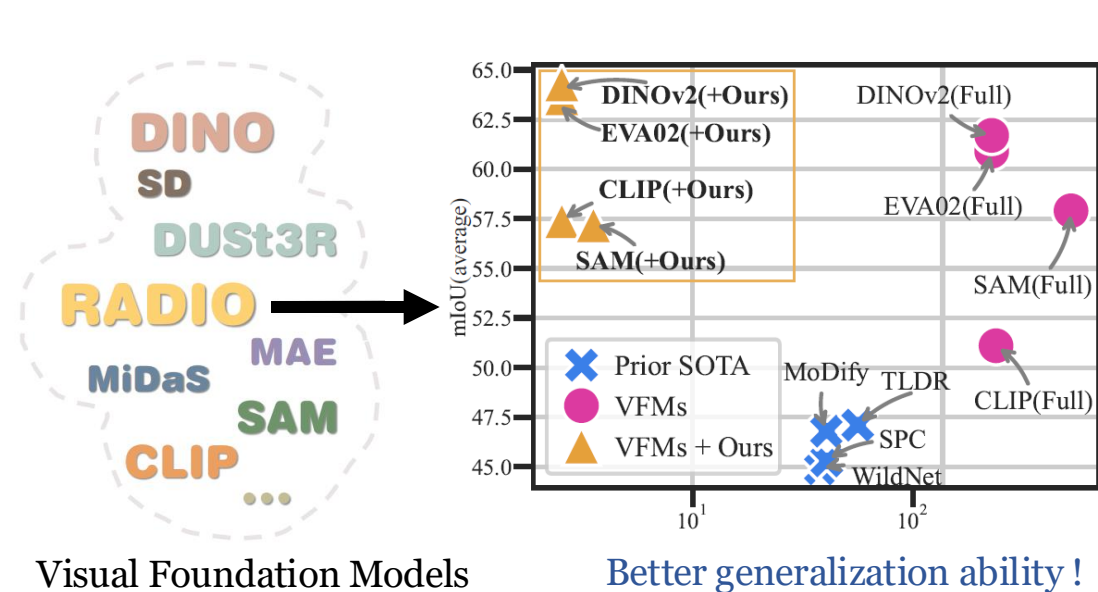 DINO
SD
DUSt3R
RADIO
MAE
MiDaS
SAM
CLIP
...
Visual Foundation Models
mIoU(average)
65.0
62.5
60.0
57.5
55.0
52.5
50.0
47.5
45.0
DINOv2(+Ours)
EVA02(+Ours)
CLIP(+Ours)
SAM(+Ours)
DINOv2(Full)
EVA02(Full)
SAM(Full)
CLIP(Full)
Prior SOTA
VFMs
VFMs + Ours
MoDify
TLDR
SPC
WildNet
10¹
10²
Better generalization ability !